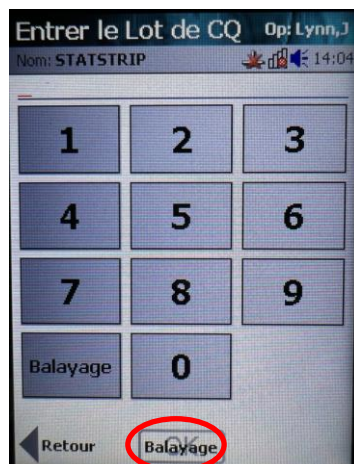 Entrer le Lot de CQ Op: Lynn,J
Nom: STATSTRIP 14:04
1 2 3
4 5 6
7 8 9
Balayage 0
Retour Balayage